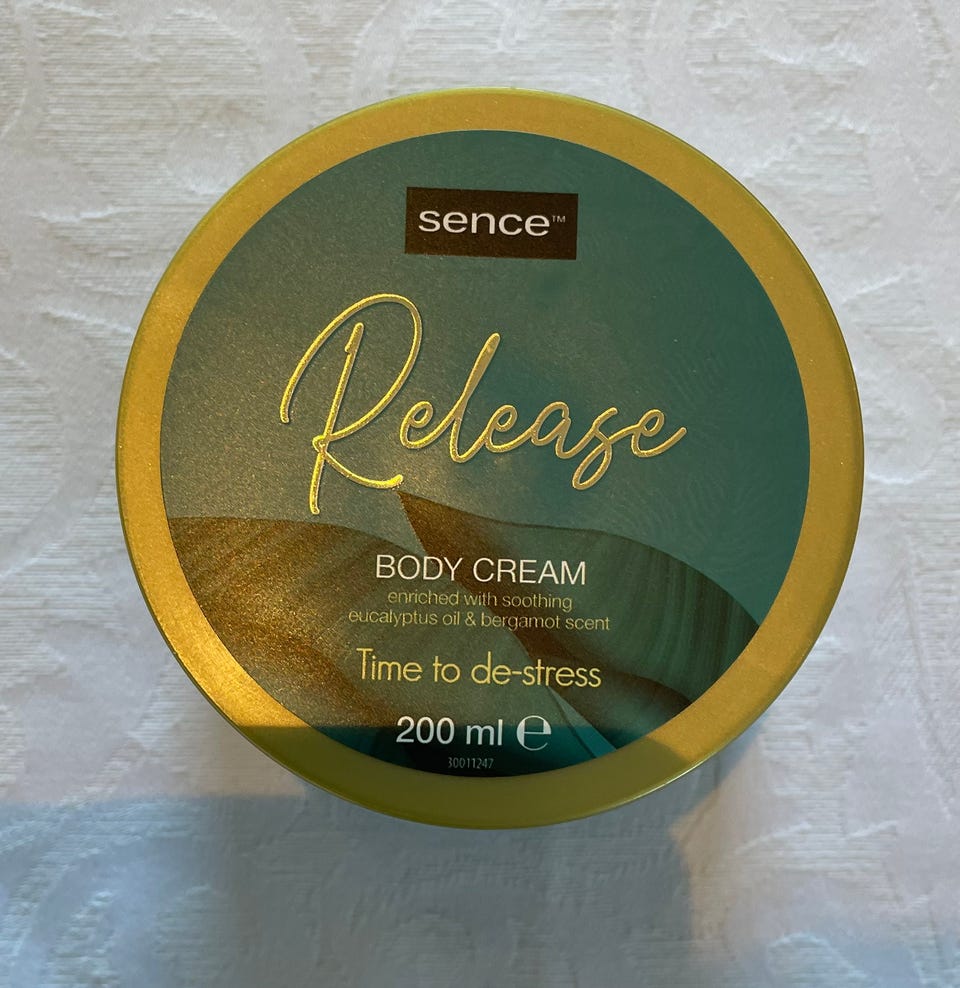 sence™
Release
BODY CREAM
enriched with soothing
eucalyptus oil & bergamot scent
Time to de-stress
200 ml ℮
30011247